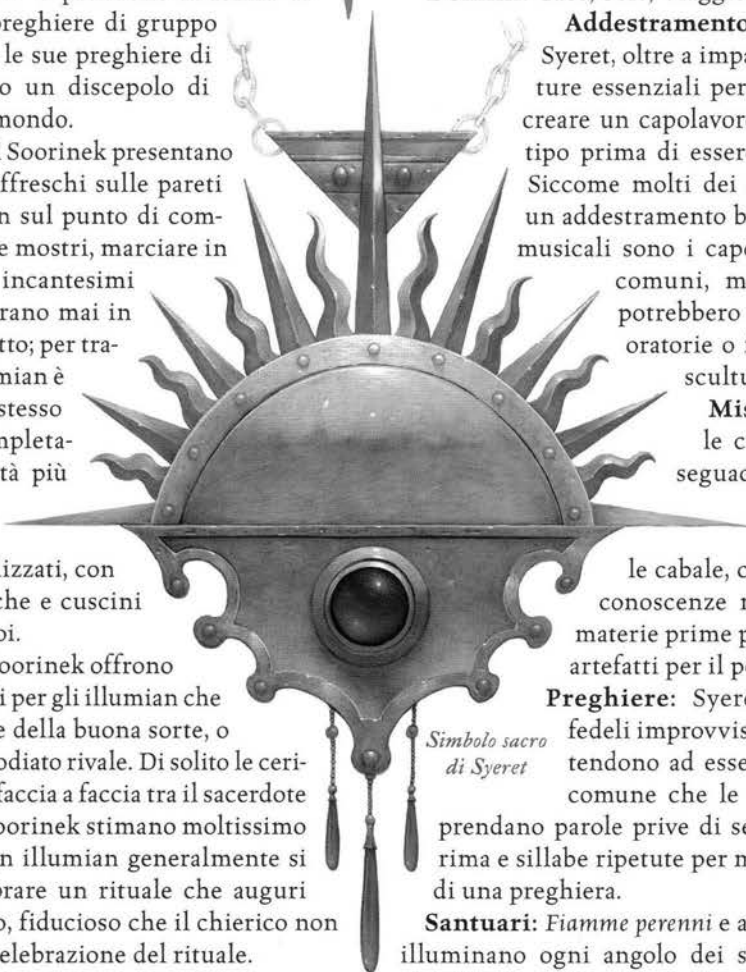 preghiere di gruppo
le sue preghiere di
o un discepolo di
mondo.
Soorinek presentano
ffreschi sulle pareti
n sul punto di com-
e mostri, marciare in
incantesimi
rano mai in
tto; per tra-
mian è
stesso
mpleta-
tà più
izzati, con
che e cuscini
oi.
oorinek offrono
i per gli illumian che
e della buona sorte, o
odiato rivale. Di solito le ceri-
faccia a faccia tra il sacerdote
oorinek stimano moltissimo
n illumian generalmente si
rare un rituale che auguri
o, fiducioso che il chierico non
elebrazione del rituale.
Simbolo sacro
di Syeret
Addestramento
Syeret, oltre a impa
ture essenziali per
creare un capolavor
tipo prima di esser
Siccome molti dei
un addestramento b
musicali sono i cape
comuni, m
potrebbero
oratorie o
scultu
Mis
le c
seguac
le cabale, c
conoscenze
materie prime p
artefatti per il p
Preghiere: Syer
fedeli improvvis
tendono ad esse
comune che le
prendano parole prive di se
rima e sillabe ripetute per
di una preghiera.
Santuari: Fiamme perenni e a
illuminano ogni angolo dei s